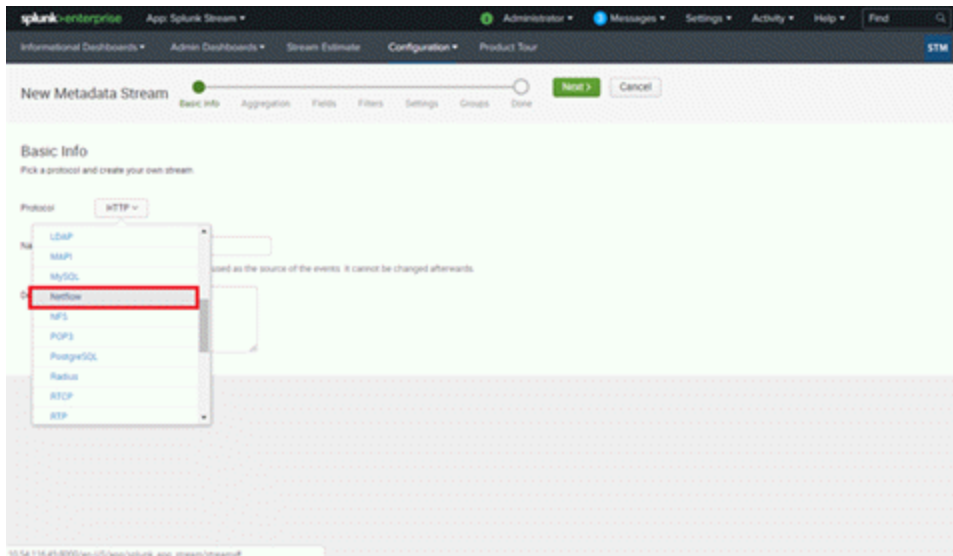 splunk>enterprise App: Splunk Stream Administrator 3 Messages Settings Activity Help Find
Informational Dashboards Admin Dashboards Stream Estimate Configuration Product Tour STM
New Metadata Stream Next > Cancel
Basic Info Aggregation Fields Filters Settings Groups Done
Basic Info
Pick a protocol and create your own stream
Protocol HTTP
LDAP
MAPI
used as the source of the events. It cannot be changed afterwards.
MySQL
Netflow
NFS
POP3
PostgreSQL
Radius
RTCP
RTP